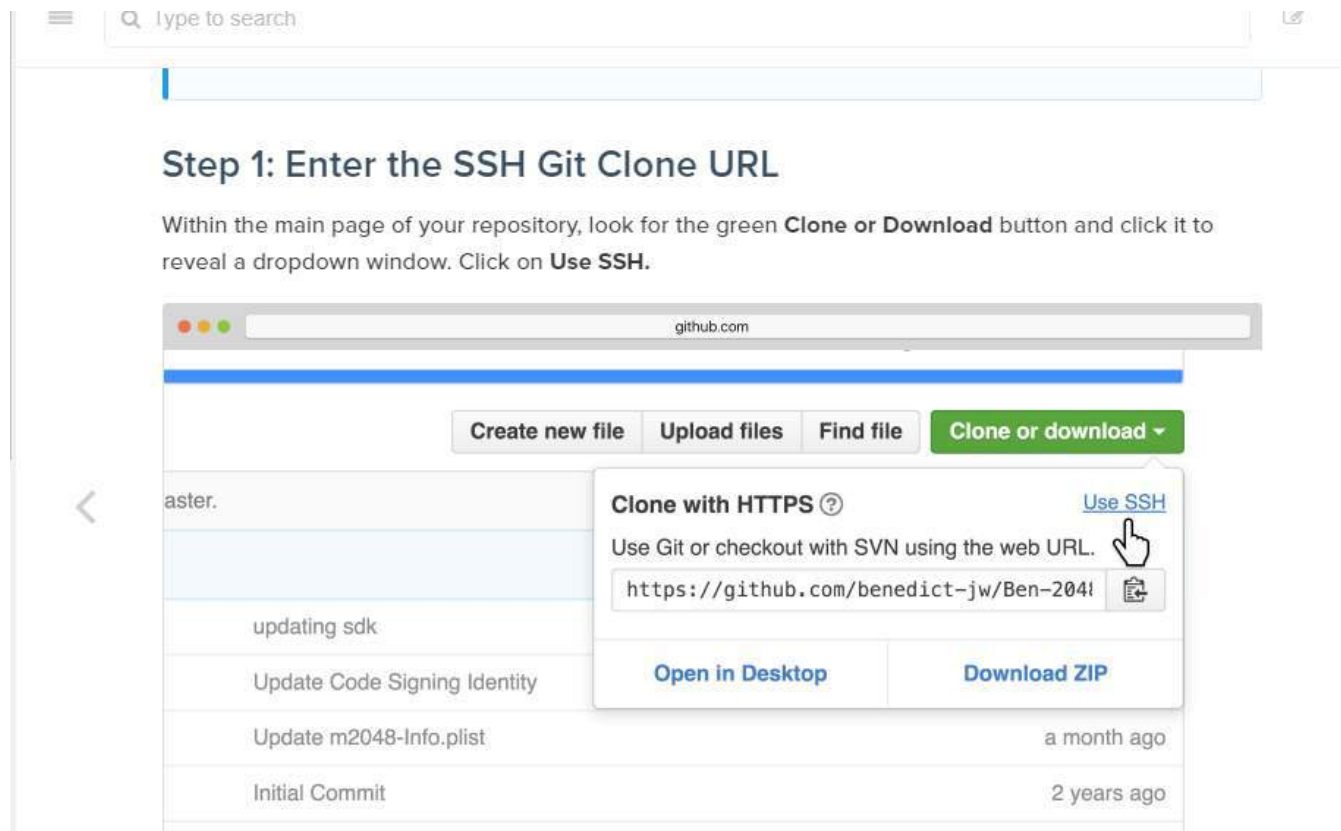 Type to search
Step 1: Enter the SSH Git Clone URL
Within the main page of your repository, look for the green Clone or Download button and click it to
reveal a dropdown window. Click on Use SSH.
github.com
Create new file Upload files Find file Clone or download
aster.
Clone with HTTPS ? Use SSH
Use Git or checkout with SVN using the web URL.
https://github.com/benedict-jw/Ben-204
updating sdk
Open in Desktop Download ZIP
Update Code Signing Identity
Update m2048-Info.plist a month ago
Initial Commit 2 years ago